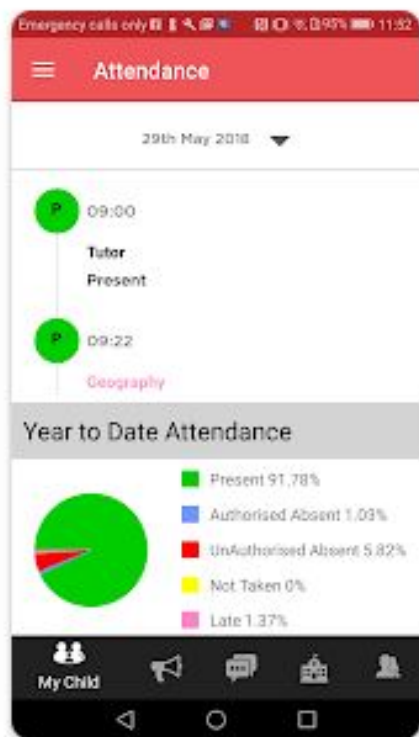 Emergency calls only 95% 11:52
Attendance
29th May 2018
P 09:00
Tutor
Present
P 09:22
Geography
Year to Date Attendance
Present 91.78%
Authorised Absent 1.03%
UnAuthorised Absent 5.82%
Not Taken 0%
Late 1.37%
My Child